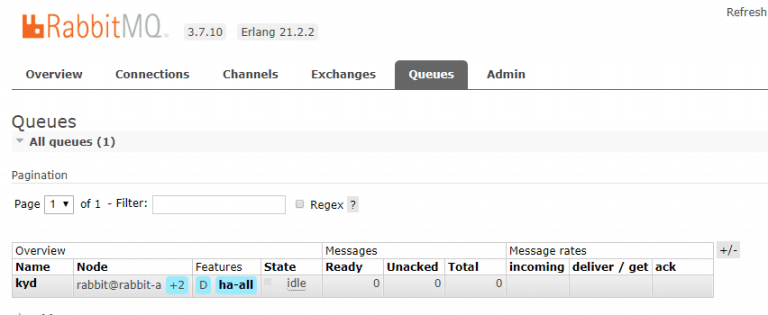 Refresh
RabbitMQ TM 3.7.10 Erlang 21.2.2
Overview Connections Channels Exchanges Queues Admin
Queues
All queues (1)
Pagination
Page 1 of 1 - Filter: Regex ?
Overview Messages Message rates +/-
Name Node Features State Ready Unacked Total incoming deliver / get ack
kyd rabbit@rabbit-a +2 D ha-all idle 0 0 0